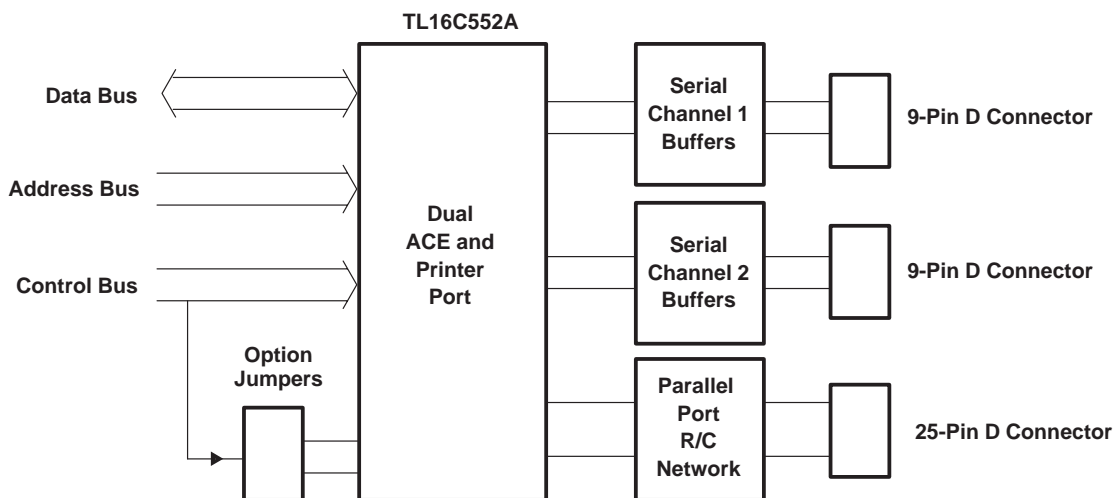 TL16C552A
Data Bus
Address Bus
Control Bus
Option
Jumpers
Dual
ACE and
Printer
Port
Serial
Channel 1
Buffers
9-Pin D Connector
Serial
Channel 2
Buffers
9-Pin D Connector
Parallel
Port
R/C
Network
25-Pin D Connector